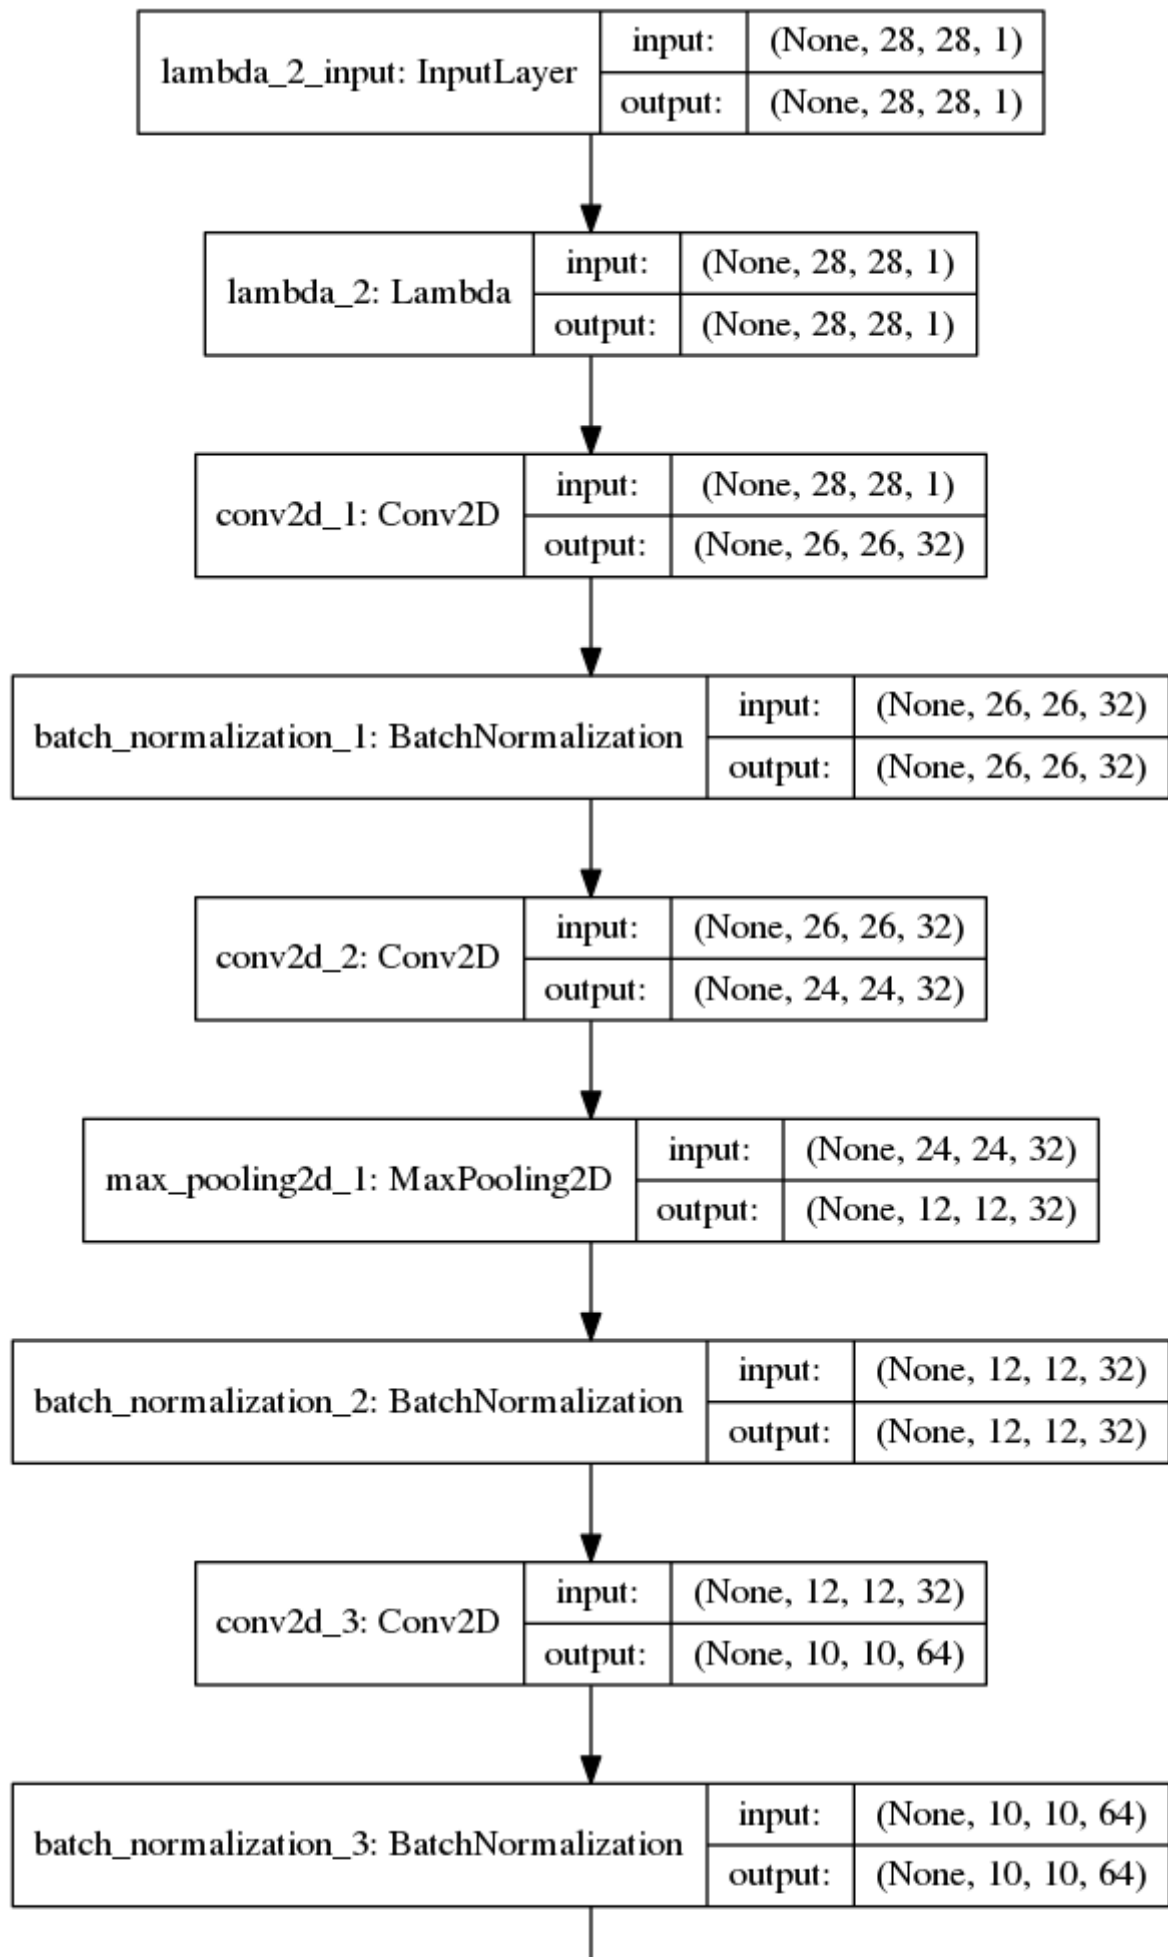 lambda_2_input: InputLayer
input: (None, 28, 28, 1)
output: (None, 28, 28, 1)
lambda_2: Lambda
input: (None, 28, 28, 1)
output: (None, 28, 28, 1)
conv2d_1: Conv2D
input: (None, 28, 28, 1)
output: (None, 26, 26, 32)
batch_normalization_1: BatchNormalization
input: (None, 26, 26, 32)
output: (None, 26, 26, 32)
conv2d_2: Conv2D
input: (None, 26, 26, 32)
output: (None, 24, 24, 32)
max_pooling2d_1: MaxPooling2D
input: (None, 24, 24, 32)
output: (None, 12, 12, 32)
batch_normalization_2: BatchNormalization
input: (None, 12, 12, 32)
output: (None, 12, 12, 32)
conv2d_3: Conv2D
input: (None, 12, 12, 32)
output: (None, 10, 10, 64)
batch_normalization_3: BatchNormalization
input: (None, 10, 10, 64)
output: (None, 10, 10, 64)